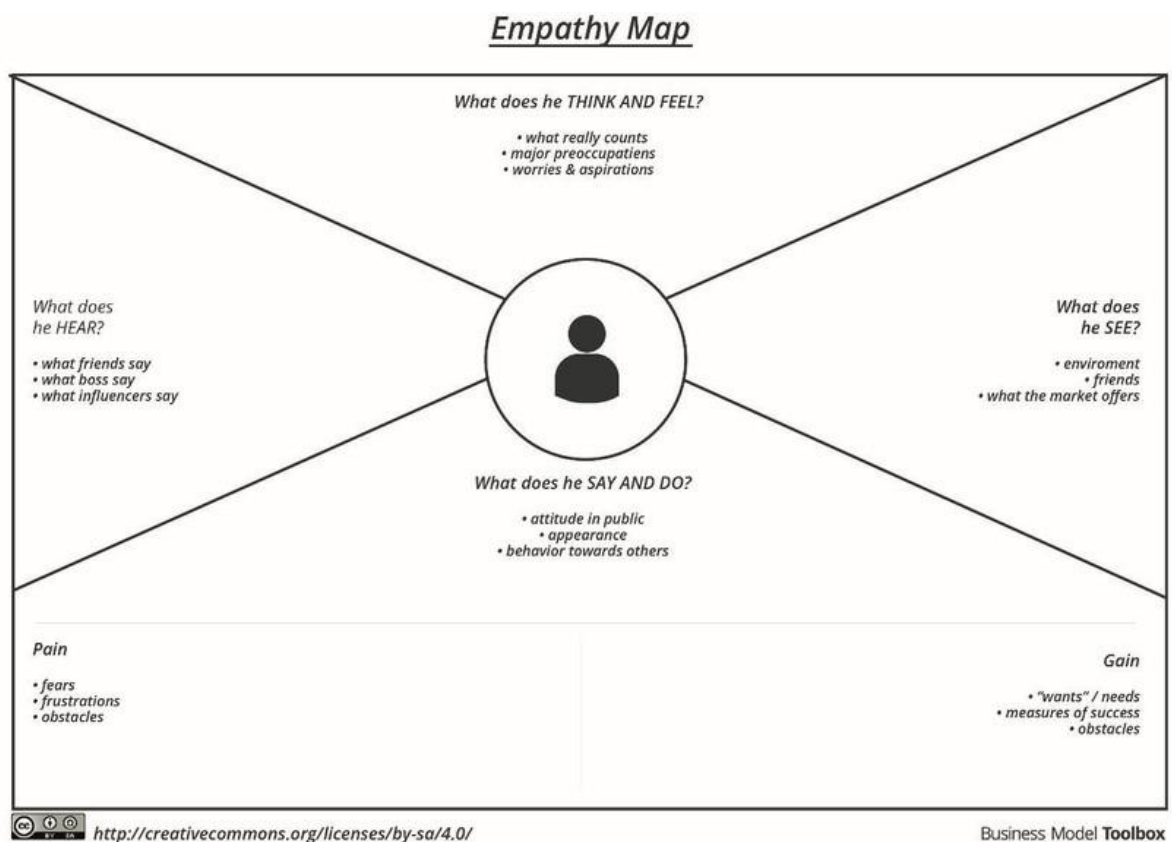 Empathy Map
What does he THINK AND FEEL?
• what really counts
• major preoccupatiens
• worries & aspirations
What does
he HEAR?
• what friends say
• what boss say
• what influencers say
What does
he SEE?
• enviroment
• friends
• what the market offers
What does he SAY AND DO?
• attitude in public
• appearance
• behavior towards others
Pain
• fears
• frustrations
• obstacles
Gain
• "wants" / needs
• measures of success
• obstacles
cc BY SA
http://creativecommons.org/licenses/by-sa/4.0/
Business Model Toolbox